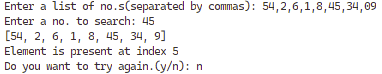 Enter a list of no.s(separated by commas): 54,2,6,1,8,45,34,09
Enter a no. to search: 45
[54, 2, 6, 1, 8, 45, 34, 9]
Element is present at index 5
Do you want to try again.(y/n): n